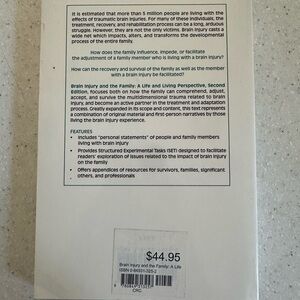 It is estimated that more than 5 million people are living with the
effects of traumatic brain injuries. For many of these individuals, the
treatment, recovery, and rehabilitation process can be a long, arduous
struggle. However, they are not the only victims. Brain injury casts a
wide net which impacts, alters, and transforms the developmental
process of the entire family.
How does the family influence, impede, or facilitate
the adjustment of a family member who is living with a brain injury?
How can the recovery and survival of the family as well as the member
with a brain injury be facilitated?
Brain Injury and the Family: A Life and Living Perspective, Second
Edition, focuses both on how the family can comprehend, adjust,
accept, and survive the multidimensional trauma related to brain
injury, and become an active partner in the treatment and adaptation
process. Greatly expanded in its scope and content, this text represents
a combination of original material and first-person narratives by those
living the brain injury experience.
FEATURES
• Includes "personal statements" of people and family members
living with brain injury
• Provides Structured Experimental Tasks (SET) designed to facilitate
readers' exploration of issues related to the impact of brain injury
on the family
• Offers appendices of resources for survivors, families, significant
others, and professionals
$44.95
Brain Injury and the Family: A Life
CRC